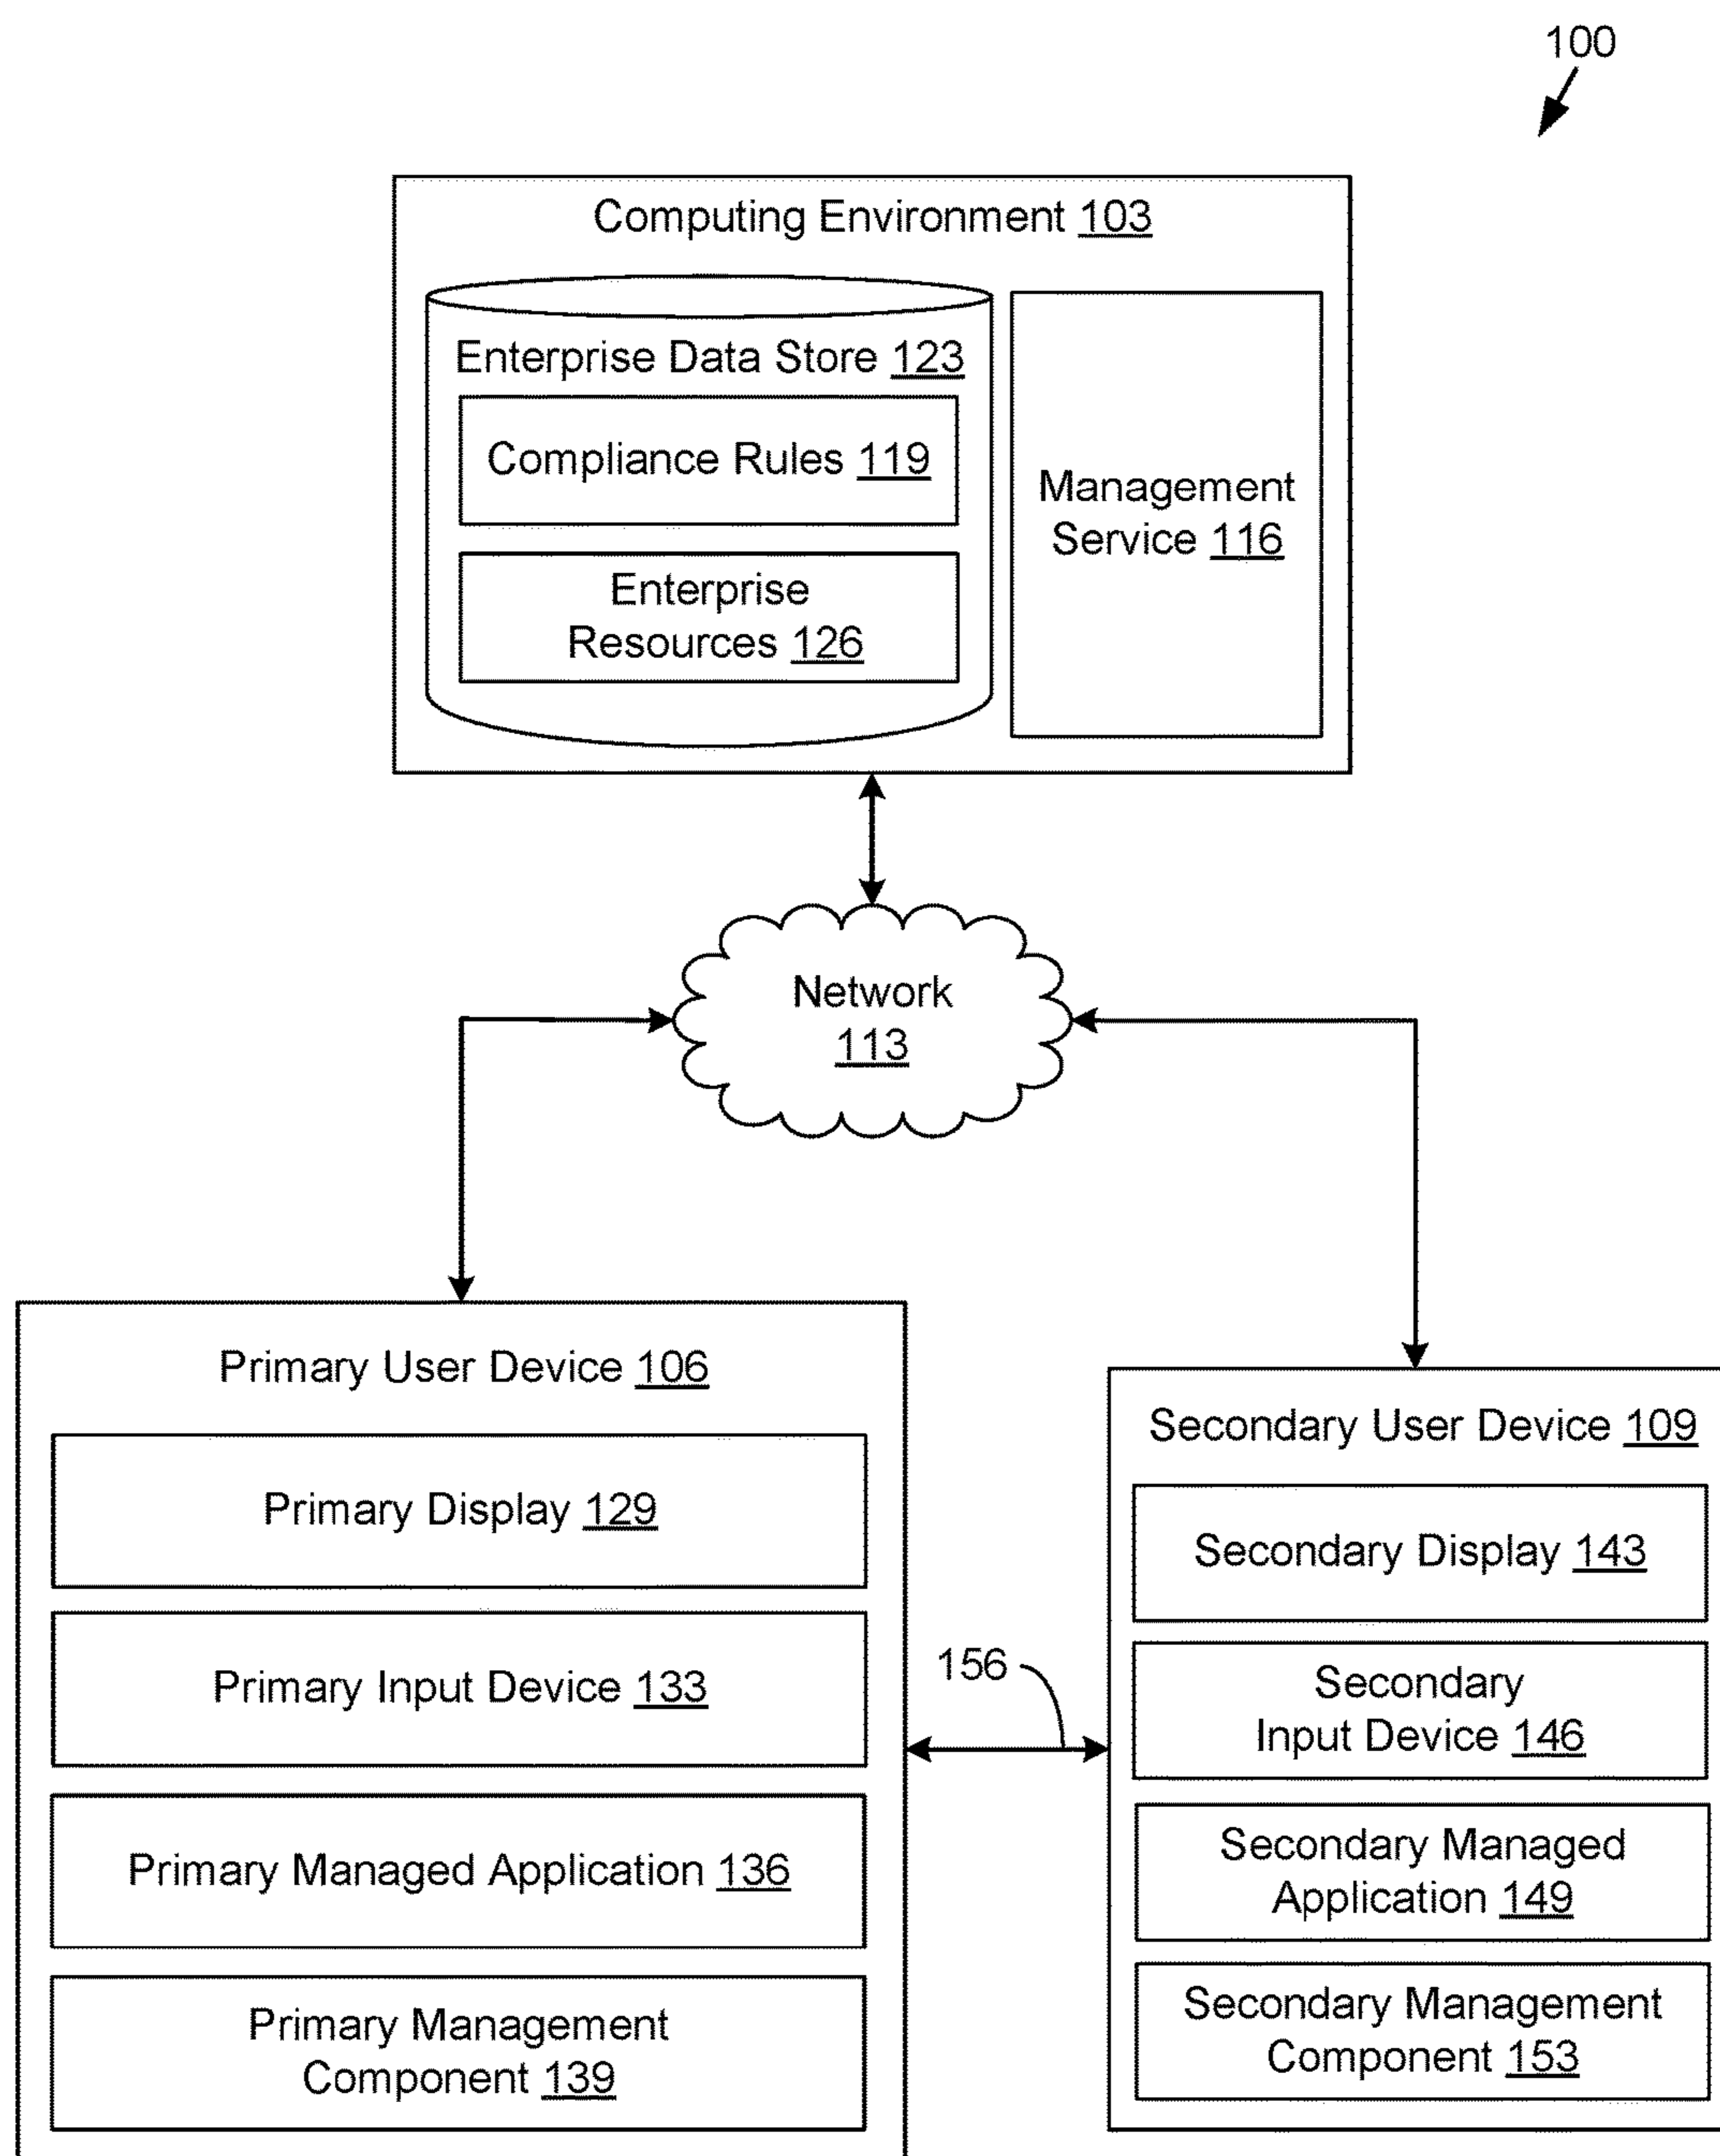 100
Computing Environment 103
Enterprise Data Store 123
Compliance Rules 119
Enterprise
Resources 126
Management
Service 116
Network
113
Primary User Device 106
Primary Display 129
Primary Input Device 133
Primary Managed Application 136
Primary Management
Component 139
156
Secondary User Device 109
Secondary Display 143
Secondary
Input Device 146
Secondary Managed
Application 149
Secondary Management
Component 153